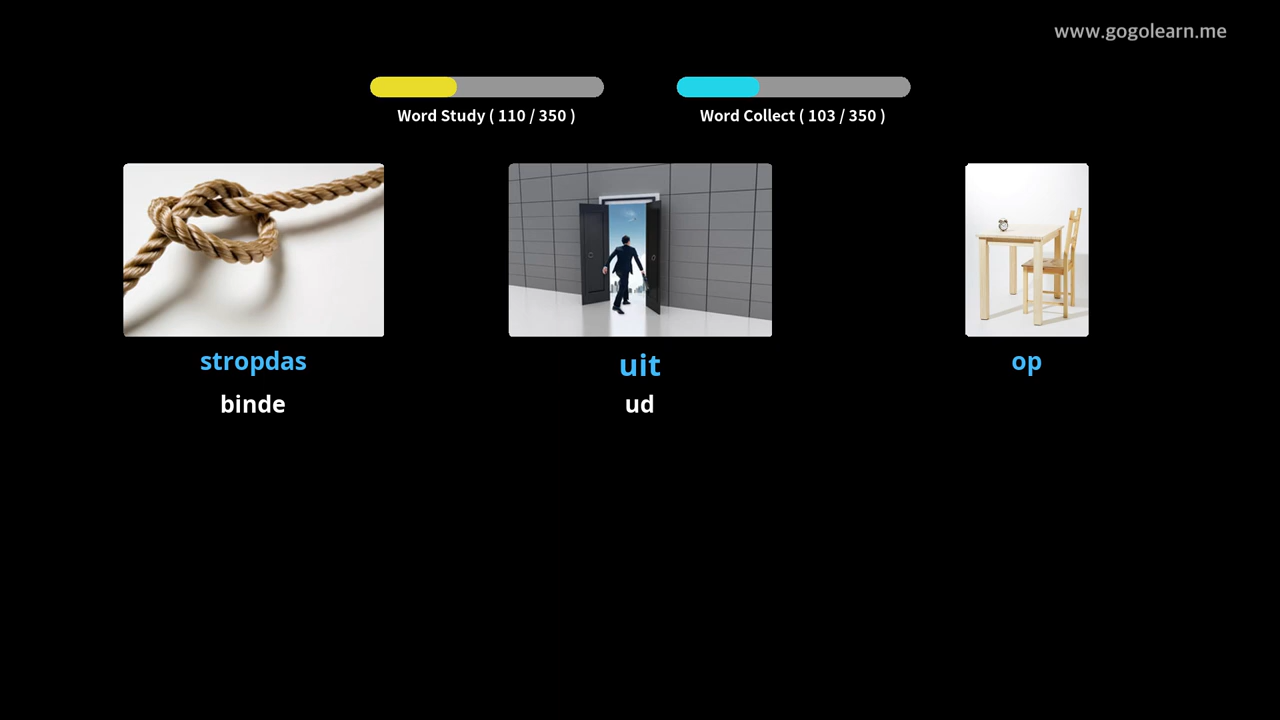 www.gogolearn.me
Word Study ( 110 / 350 )
Word Collect ( 103 / 350 )
stropdas
binde
uit
ud
op